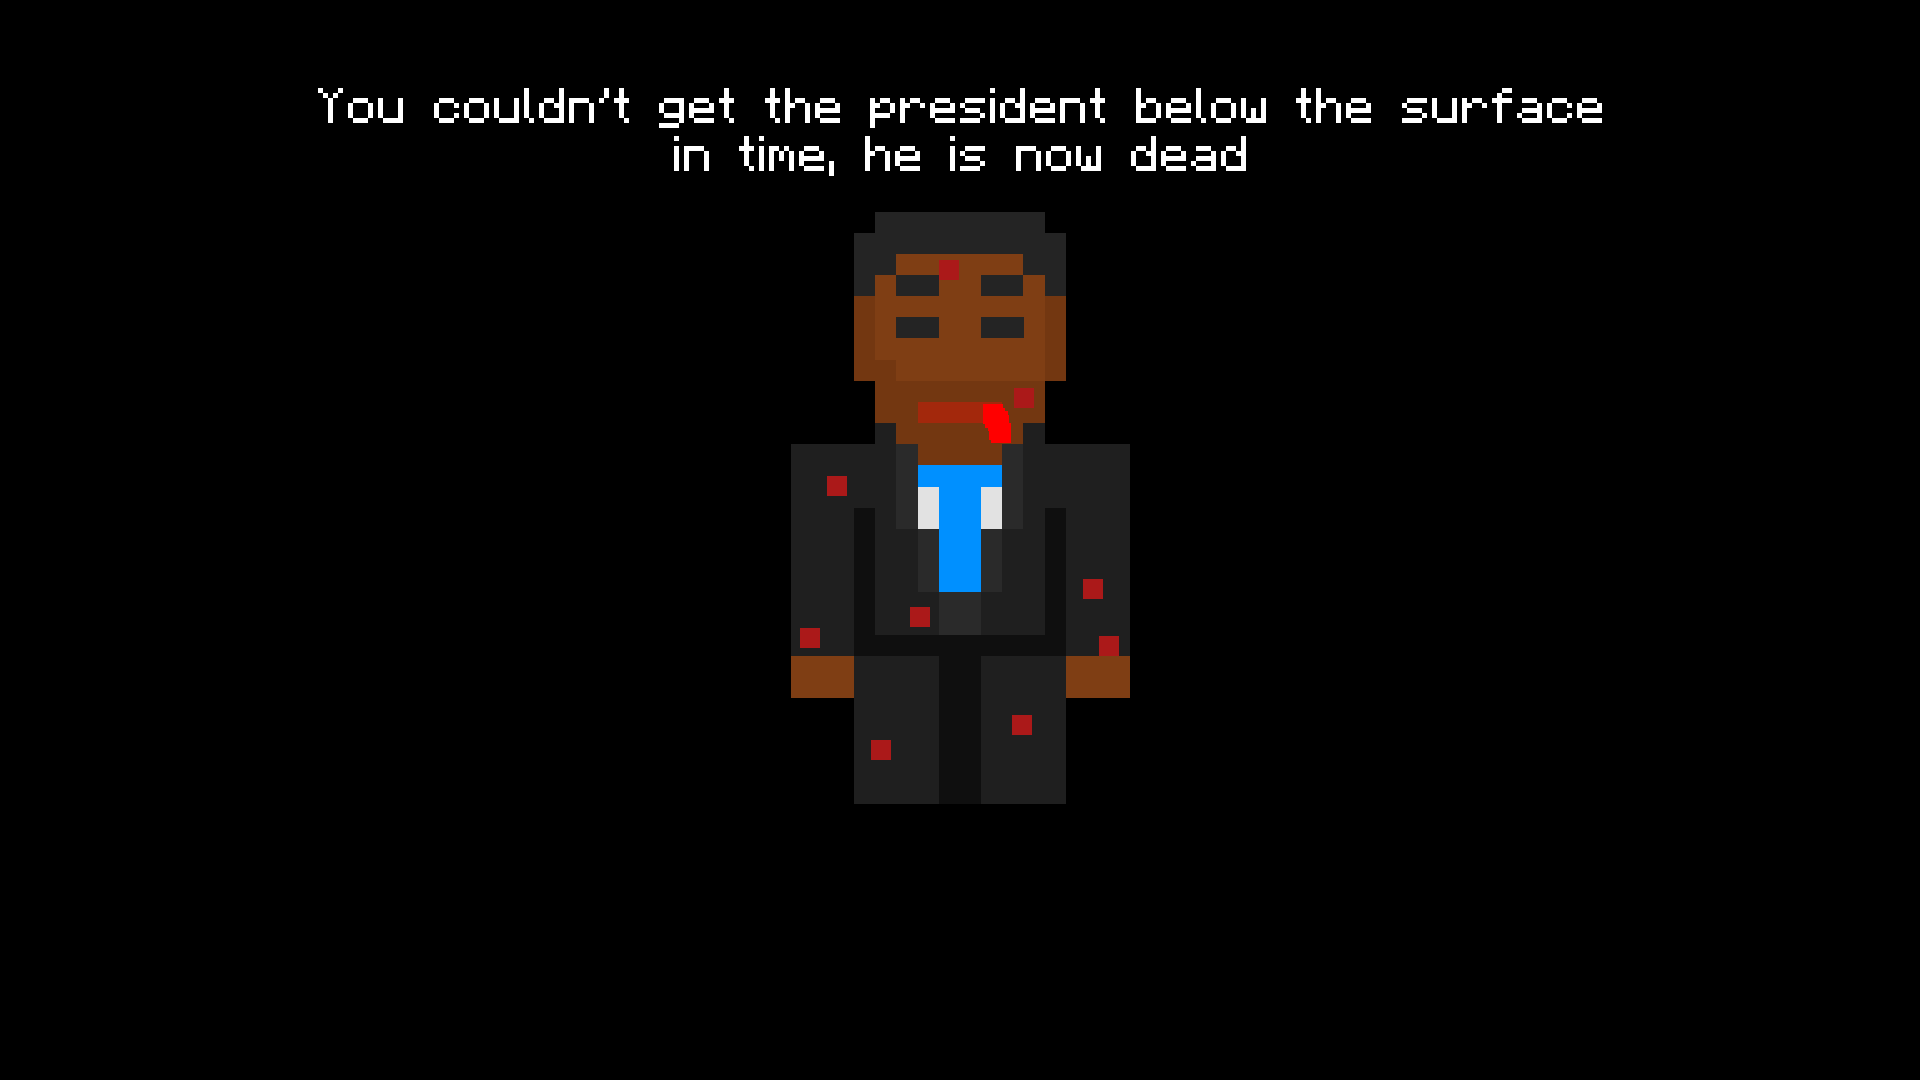 You couldn't get the president below the surface
in time, he is now dead